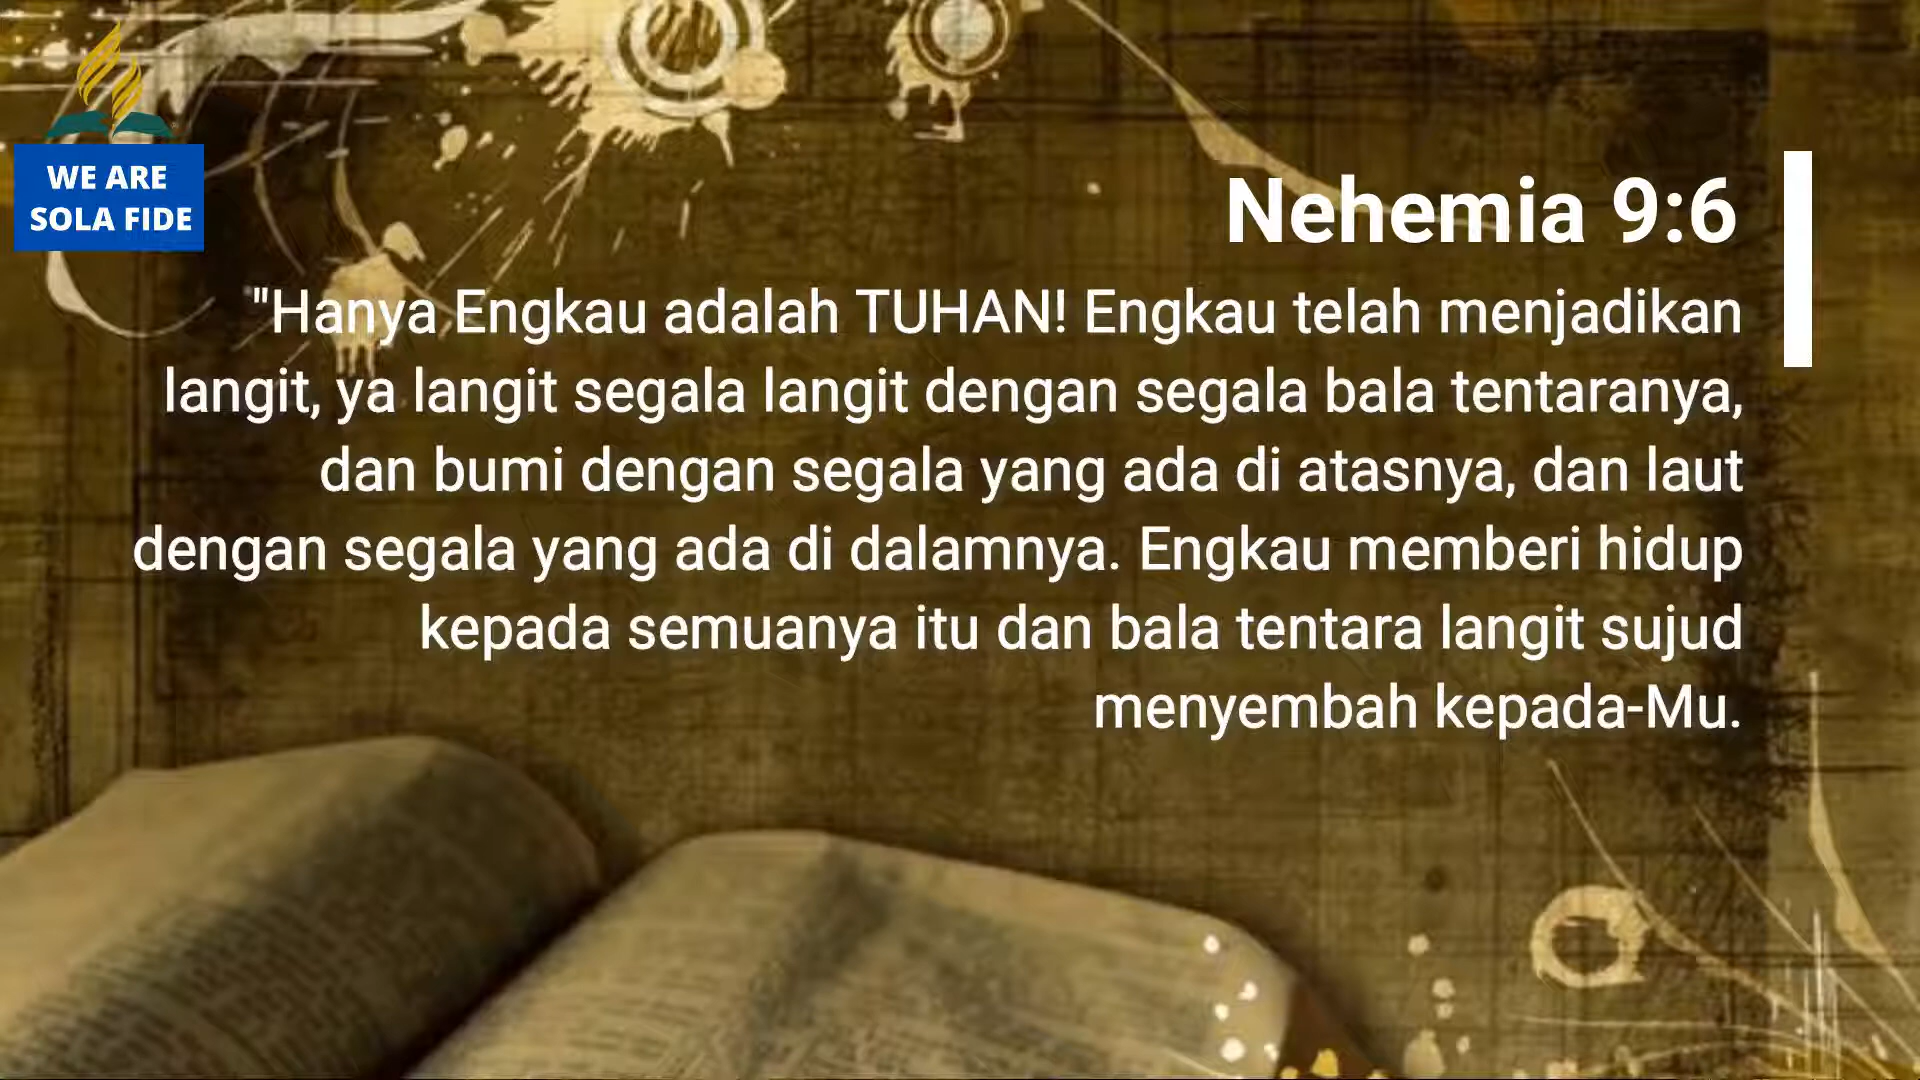 WE ARE
SOLA FIDE
Nehemia 9:6
"Hanya Engkau adalah TUHAN! Engkau telah menjadikan
langit, ya langit segala langit dengan segala bala tentaranya,
dan bumi dengan segala yang ada di atasnya, dan laut
dengan segala yang ada di dalamnya. Engkau memberi hidup
kepada semuanya itu dan bala tentara langit sujud
menyembah kepada-Mu.